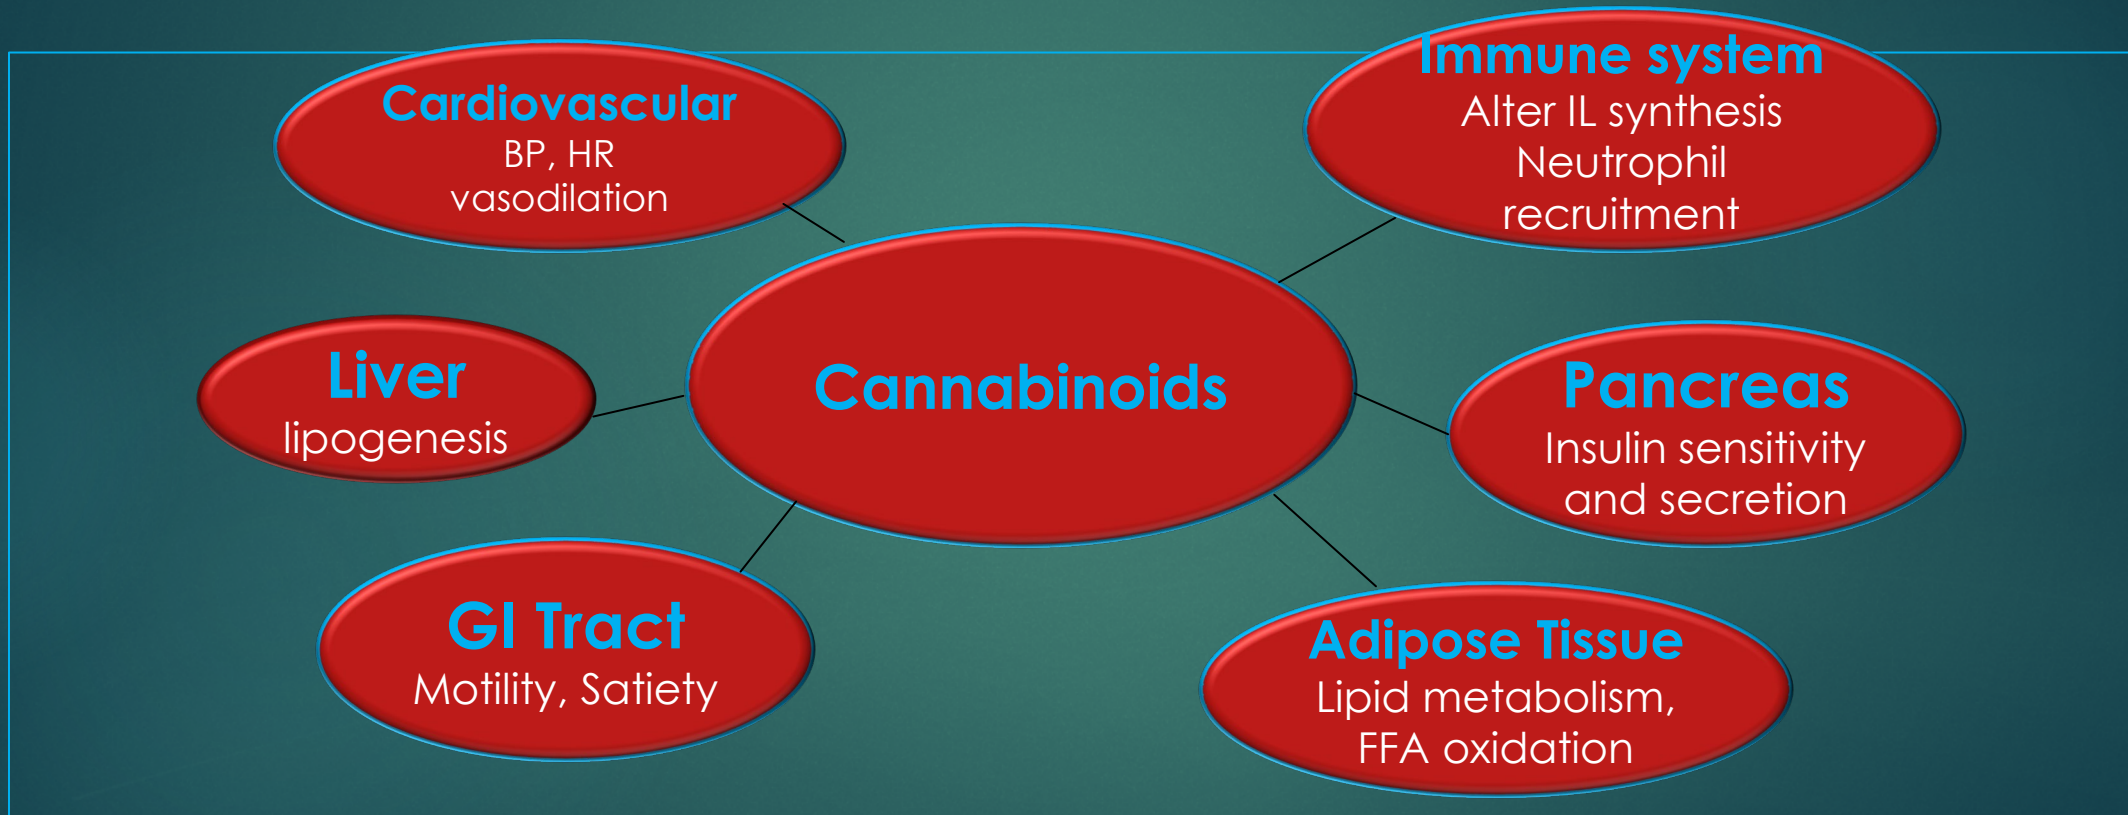 Cardiovascular
BP, HR
vasodilation
Immune system
Alter IL synthesis
Neutrophil
recruitment
Liver
lipogenesis
Cannabinoids
Pancreas
Insulin sensitivity
and secretion
GI Tract
Motility, Satiety
Adipose Tissue
Lipid metabolism,
FFA oxidation